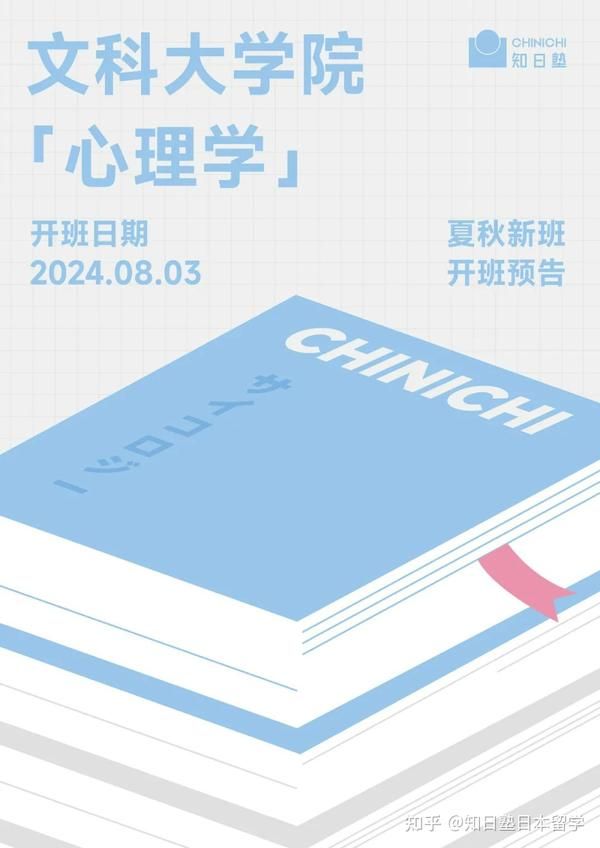 文科大学院
「心理学」
CHINICHI
知日塾
开班日期
2024.08.03
夏秋新班
开班预告
CHINICHI
サイコロジー
知乎 @知日塾日本留学